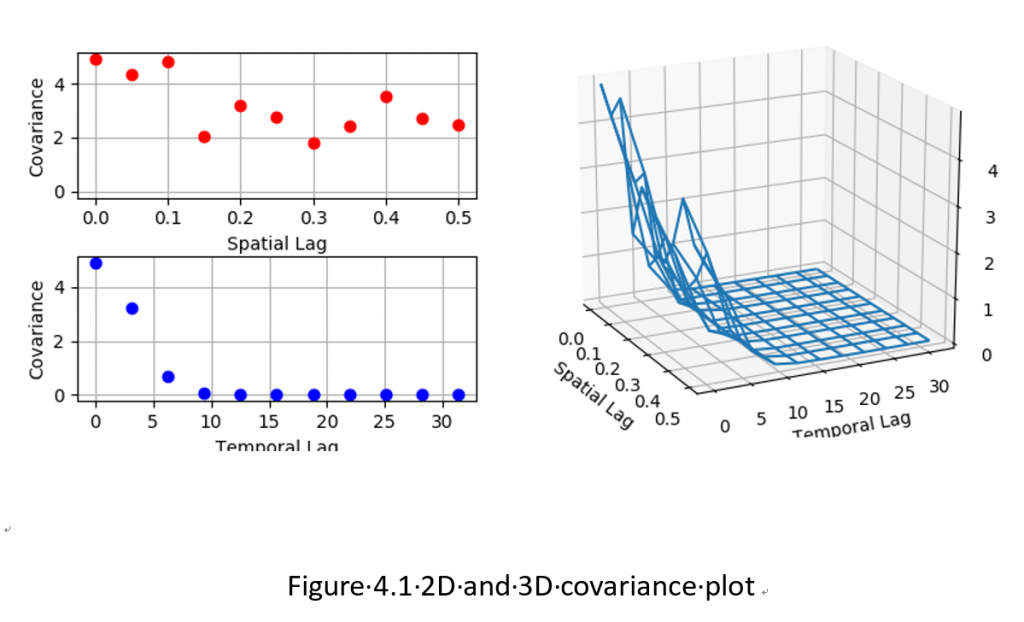 Covariance
4
2
0
0.0 0.1 0.2 0.3 0.4 0.5
Spatial Lag
Covariance
4
2
0
0 5 10 15 20 25 30
Temporal Lag
4
3
2
1
0
0.0
0.1
0.2
0.3
0.4
0.5
Spatial Lag
0 5 10 15 20 25 30
Temporal Lag
Figure·4.1·2D·and·3D·covariance·plot